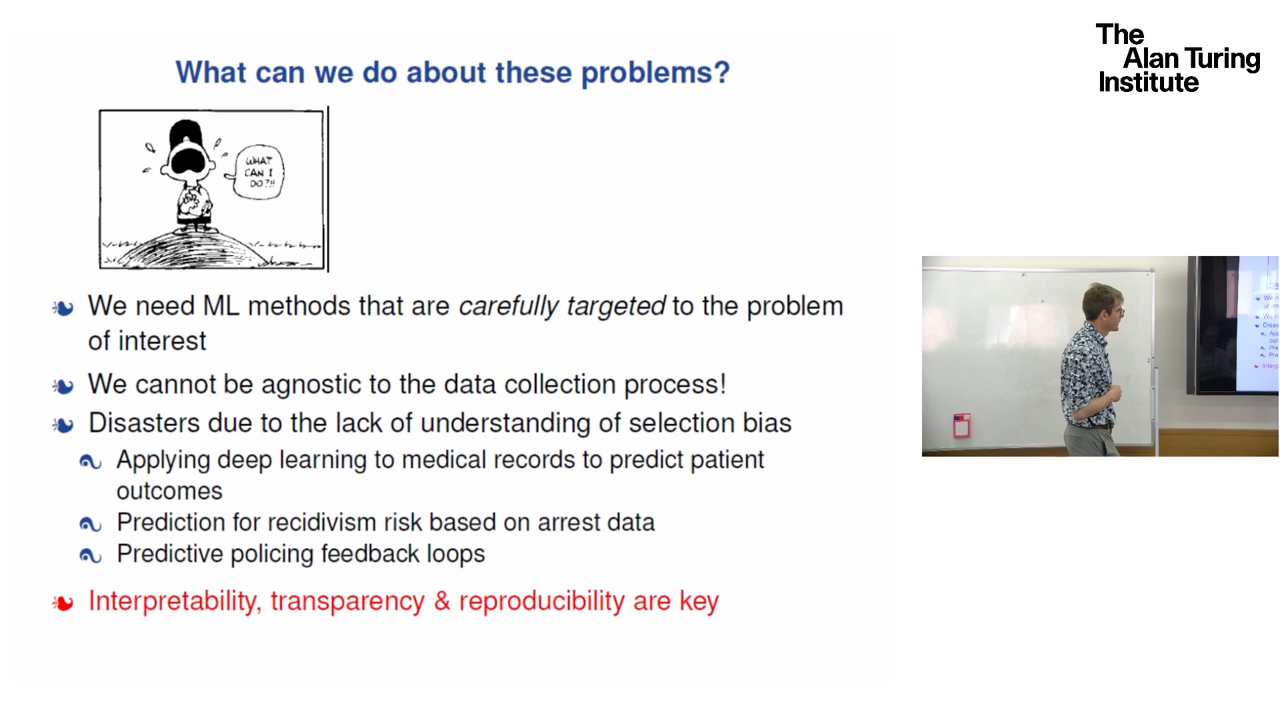 What can we do about these problems?
WHAT
CAN I
DO?!!
We need ML methods that are carefully targeted to the problem
of interest
We cannot be agnostic to the data collection process!
Disasters due to the lack of understanding of selection bias
Applying deep learning to medical records to predict patient
outcomes
Prediction for recidivism risk based on arrest data
Predictive policing feedback loops
Interpretability, transparency & reproducibility are key
The
Alan Turing
Institute